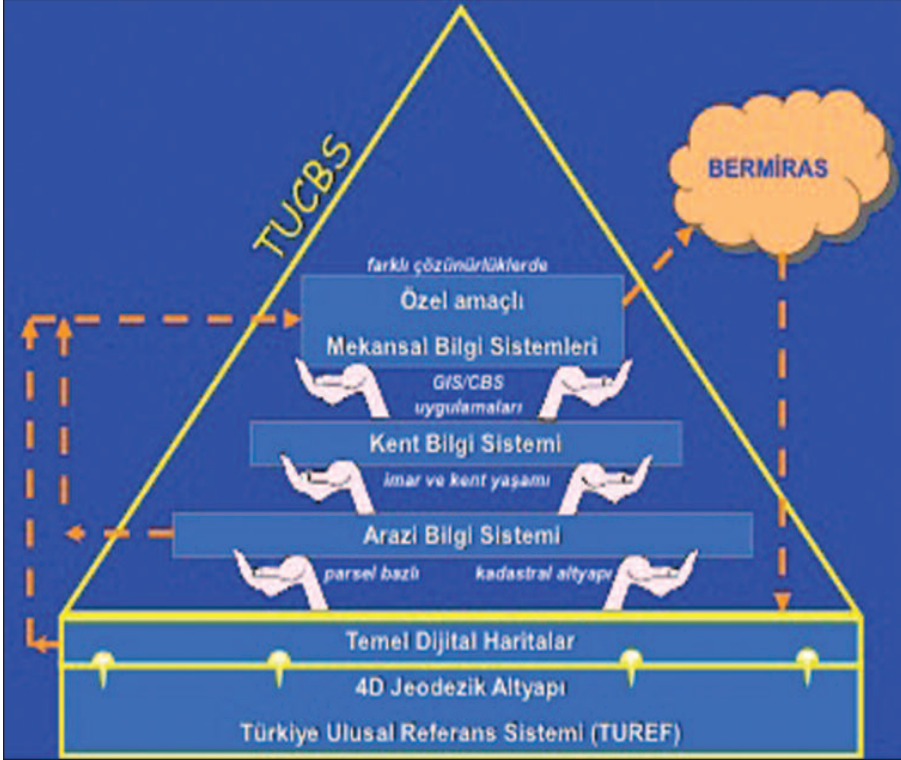 TUCBS
BERMİRAS
farklı çözünürlüklerde
Özel amaçlı
Mekansal Bilgi Sistemleri
GIS/CBS
uygulamaları
Kent Bilgi Sistemi
imar ve kent yaşamı
Arazi Bilgi Sistemi
parsel bazlı kadastral altyapı
Temel Dijital Haritalar
4D Jeodezik Altyapı
Türkiye Ulusal Referans Sistemi (TUREF)